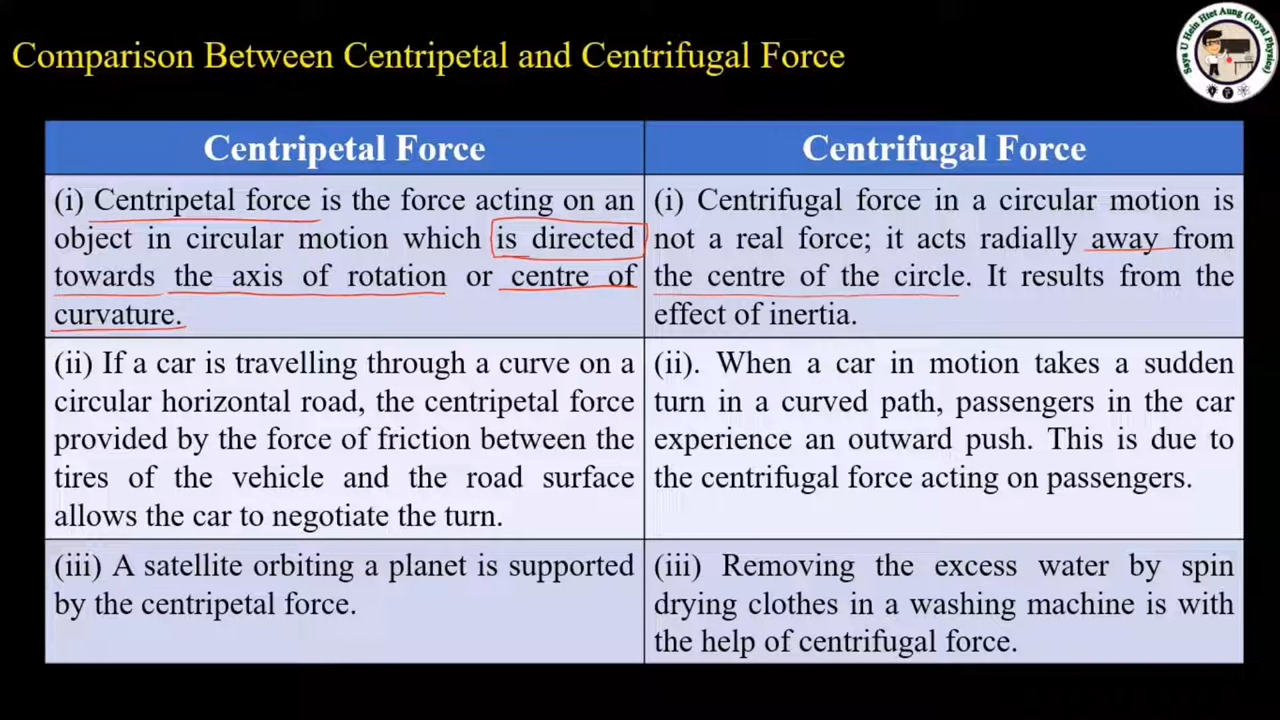 Comparison Between Centripetal and Centrifugal Force
Saya U Hein Htet Aung (Royal Physics)
Centripetal Force
(i) Centripetal force is the force acting on an
object in circular motion which is directed
towards the axis of rotation or centre of
curvature.
(ii) If a car is travelling through a curve on a
circular horizontal road, the centripetal force
provided by the force of friction between the
tires of the vehicle and the road surface
allows the car to negotiate the turn.
(iii) A satellite orbiting a planet is supported
by the centripetal force.
Centrifugal Force
(i) Centrifugal force in a circular motion is
not a real force; it acts radially away from
the centre of the circle. It results from the
effect of inertia.
(ii). When a car in motion takes a sudden
turn in a curved path, passengers in the car
experience an outward push. This is due to
the centrifugal force acting on passengers.
(iii) Removing the excess water by spin
drying clothes in a washing machine is with
the help of centrifugal force.